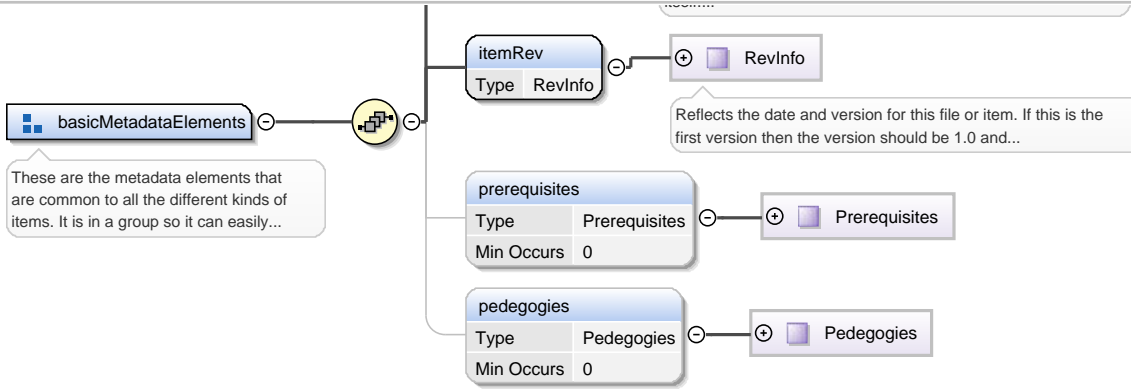 itemRev
Type RevInfo
RevInfo
Reflects the date and version for this file or item. If this is the
first version then the version should be 1.0 and...
basicMetadataElements
These are the metadata elements that
are common to all the different kinds of
items. It is in a group so it can easily...
prerequisites
Type Prerequisites
Min Occurs 0
Prerequisites
pedegogies
Type Pedegogies
Min Occurs 0
Pedegogies